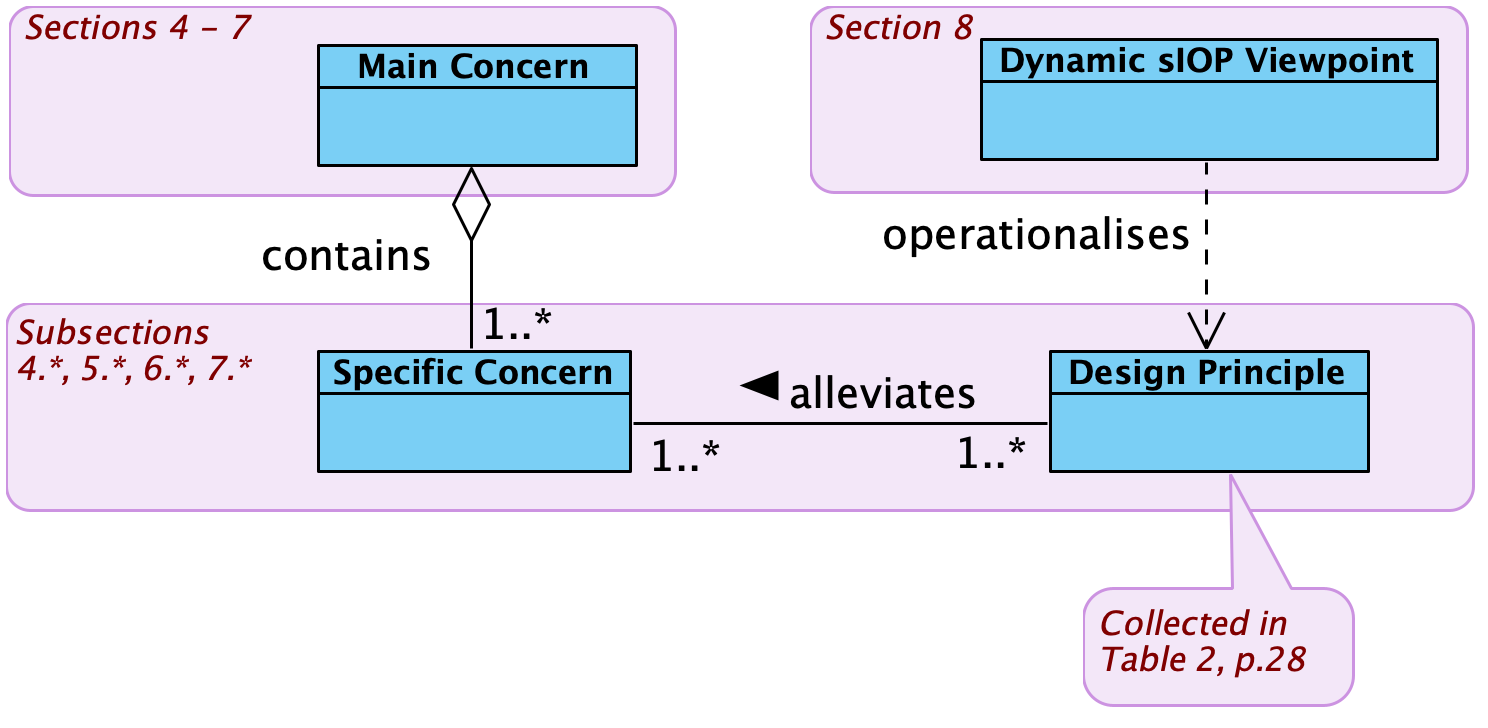 Sections 4 – 7
Main Concern
Section 8
Dynamic sIOP Viewpoint
contains
operationalises
1..*
Subsections
4.*, 5.*, 6.*, 7.*
Specific Concern
alleviates
1..*
1..*
Design Principle
Collected in
Table 2, p.28